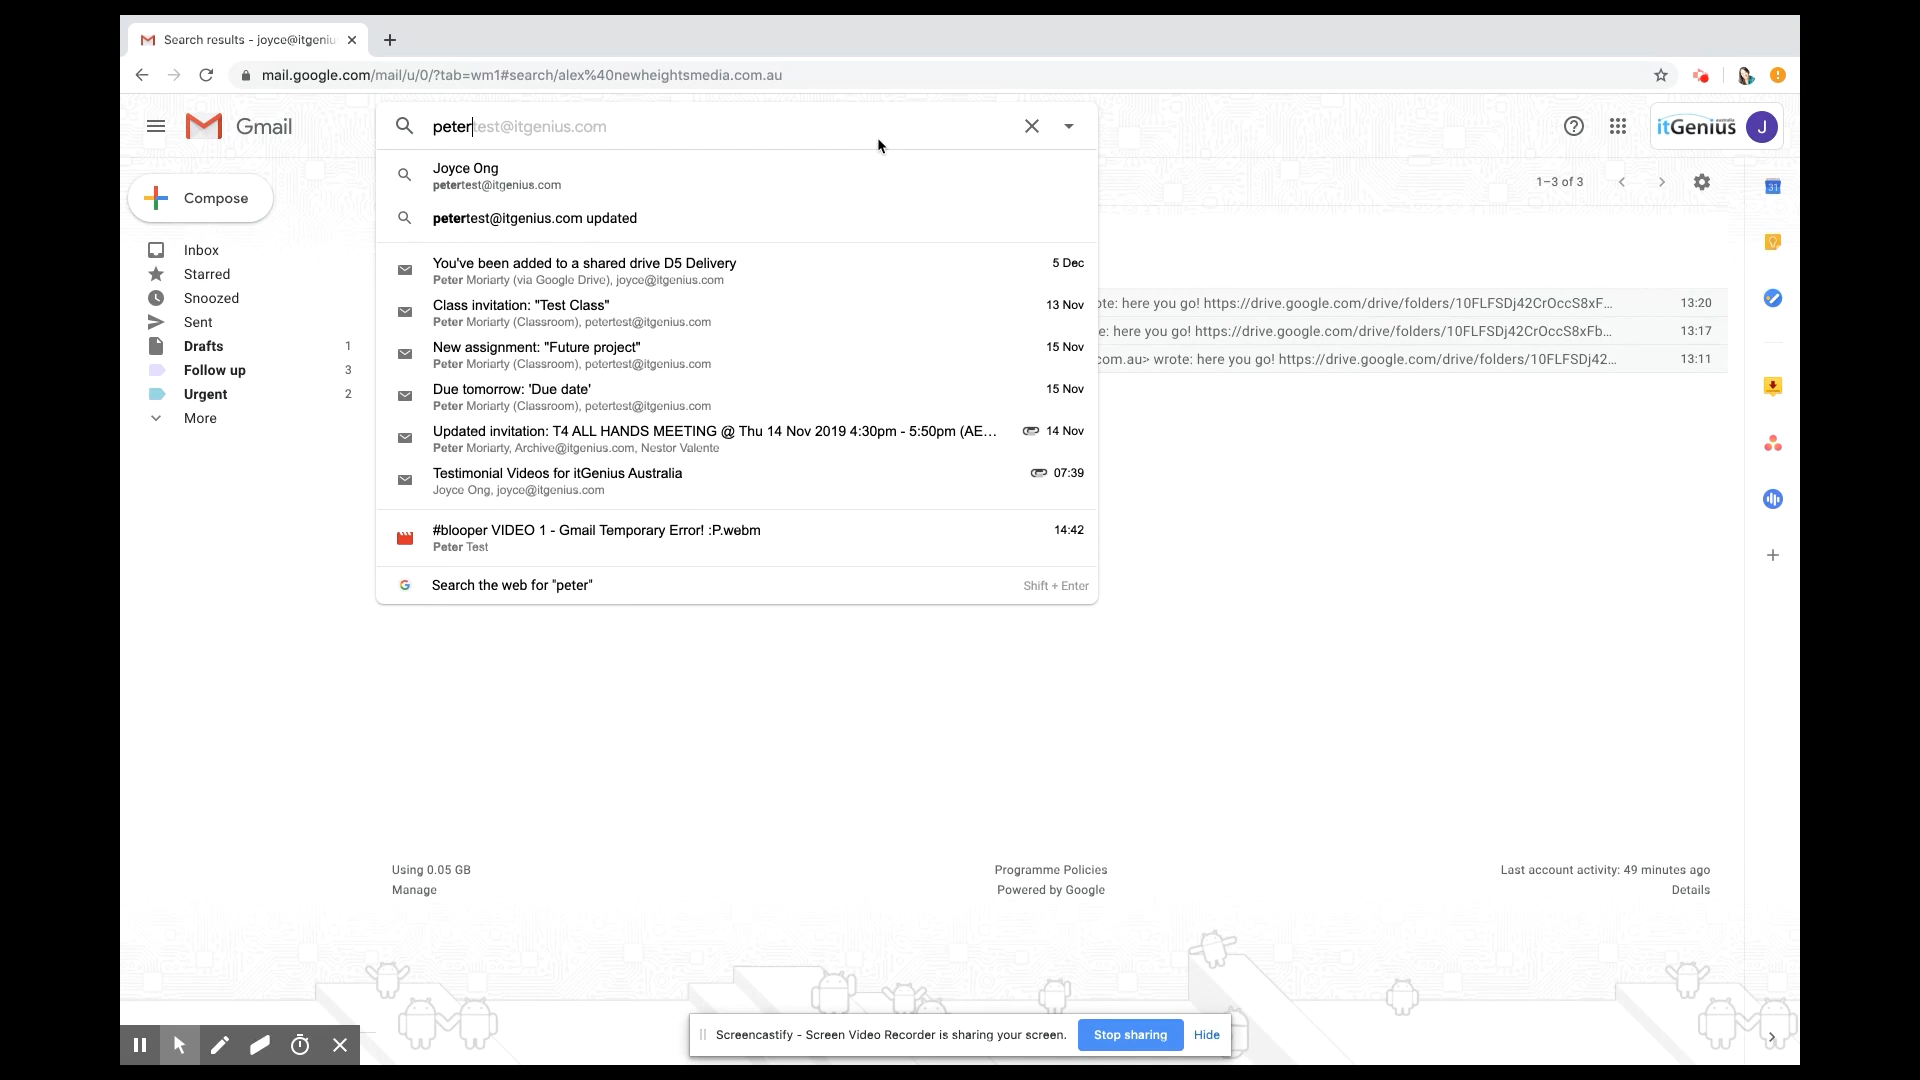 Search results - joyce@itgeniu
mail.google.com/mail/u/0/?tab=wm1#search/alex%40newheightsmedia.com.au
Gmail
petertest@itgenius.com
australia
itGenius
J
Joyce Ong
petertest@itgenius.com
1–3 of 3
31
Compose
petertest@itgenius.com updated
Inbox
Starred
Snoozed
Sent
Drafts 1
Follow up 3
Urgent 2
More
You've been added to a shared drive D5 Delivery 5 Dec
Peter Moriarty (via Google Drive), joyce@itgenius.com
Class invitation: "Test Class" 13 Nov
Peter Moriarty (Classroom), petertest@itgenius.com
New assignment: "Future project" 15 Nov
Peter Moriarty (Classroom), petertest@itgenius.com
Due tomorrow: 'Due date' 15 Nov
Peter Moriarty (Classroom), petertest@itgenius.com
Updated invitation: T4 ALL HANDS MEETING @ Thu 14 Nov 2019 4:30pm - 5:50pm (AE... 14 Nov
Peter Moriarty, Archive@itgenius.com, Nestor Valente
Testimonial Videos for itGenius Australia 07:39
Joyce Ong, joyce@itgenius.com
#blooper VIDEO 1 - Gmail Temporary Error! :P.webm 14:42
Peter Test
G Search the web for "peter" Shift + Enter
ote: here you go! https://drive.google.com/drive/folders/10FLFSDj42CrOccS8xF... 13:20
e: here you go! https://drive.google.com/drive/folders/10FLFSDj42CrOccS8xFb... 13:17
com.au> wrote: here you go! https://drive.google.com/drive/folders/10FLFSDj42... 13:11
Using 0.05 GB
Manage
Programme Policies
Powered by Google
Last account activity: 49 minutes ago
Details
Screencastify - Screen Video Recorder is sharing your screen. Stop sharing Hide